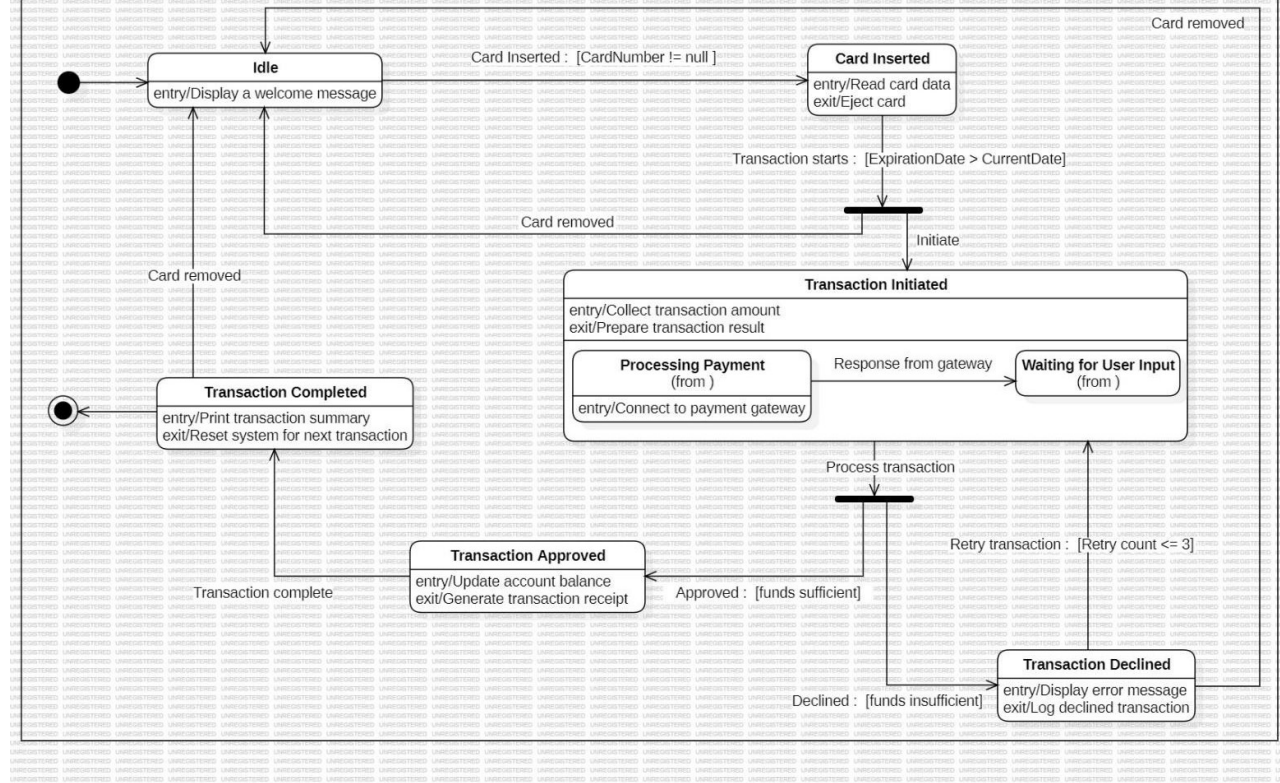 Card removed
Idle
entry/Display a welcome message
Card Inserted : [CardNumber != null ]
Card Inserted
entry/Read card data
exit/Eject card
Transaction starts : [ExpirationDate > CurrentDate]
Card removed
Initiate
Card removed
Transaction Initiated
entry/Collect transaction amount
exit/Prepare transaction result
Processing Payment
(from )
entry/Connect to payment gateway
Response from gateway
Waiting for User Input
(from )
Transaction Completed
entry/Print transaction summary
exit/Reset system for next transaction
Process transaction
Retry transaction : [Retry count <= 3]
Transaction Approved
entry/Update account balance
exit/Generate transaction receipt
Transaction complete
Approved : [funds sufficient]
Transaction Declined
entry/Display error message
exit/Log declined transaction
Declined : [funds insufficient]
UNREGISTERED